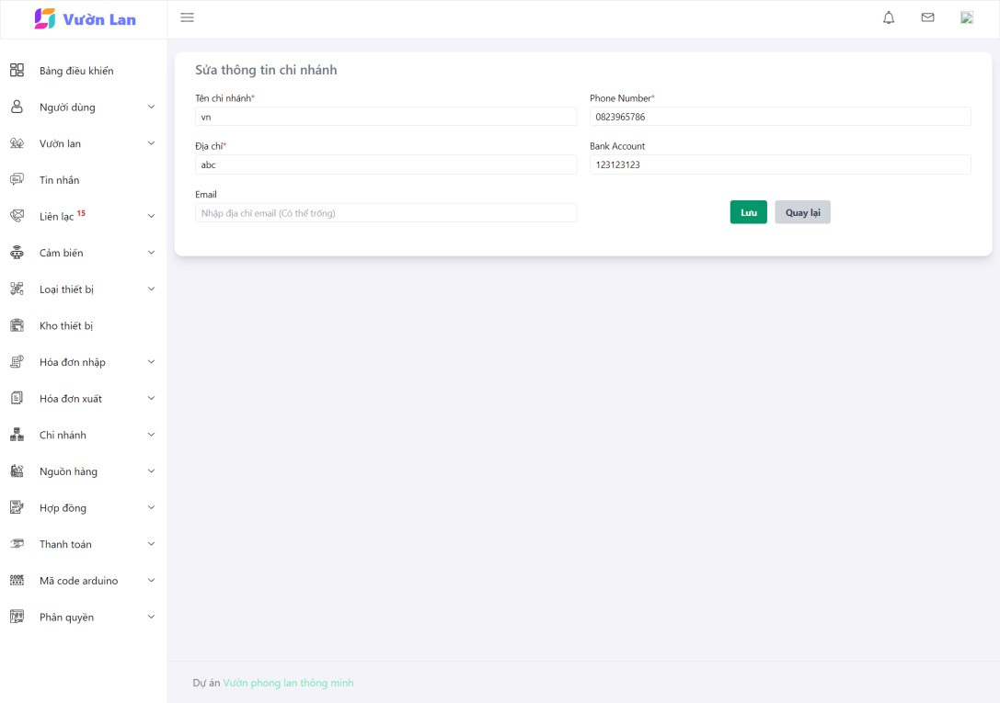 Vườn Lan
Bảng điều khiển
Người dùng
Vườn lan
Tin nhắn
Liên lạc 15
Cảm biến
Loại thiết bị
Kho thiết bị
Hóa đơn nhập
Hóa đơn xuất
Chi nhánh
Nguồn hàng
Hợp đồng
Thanh toán
Mã code arduino
Phân quyền
Sửa thông tin chi nhánh
Tên chi nhánh*
vn
Phone Number*
0823965786
Địa chỉ*
abc
Bank Account
123123123
Email
Nhập địa chỉ email (Có thể trống)
Lưu
Quay lại
Dự án Vườn phong lan thông minh